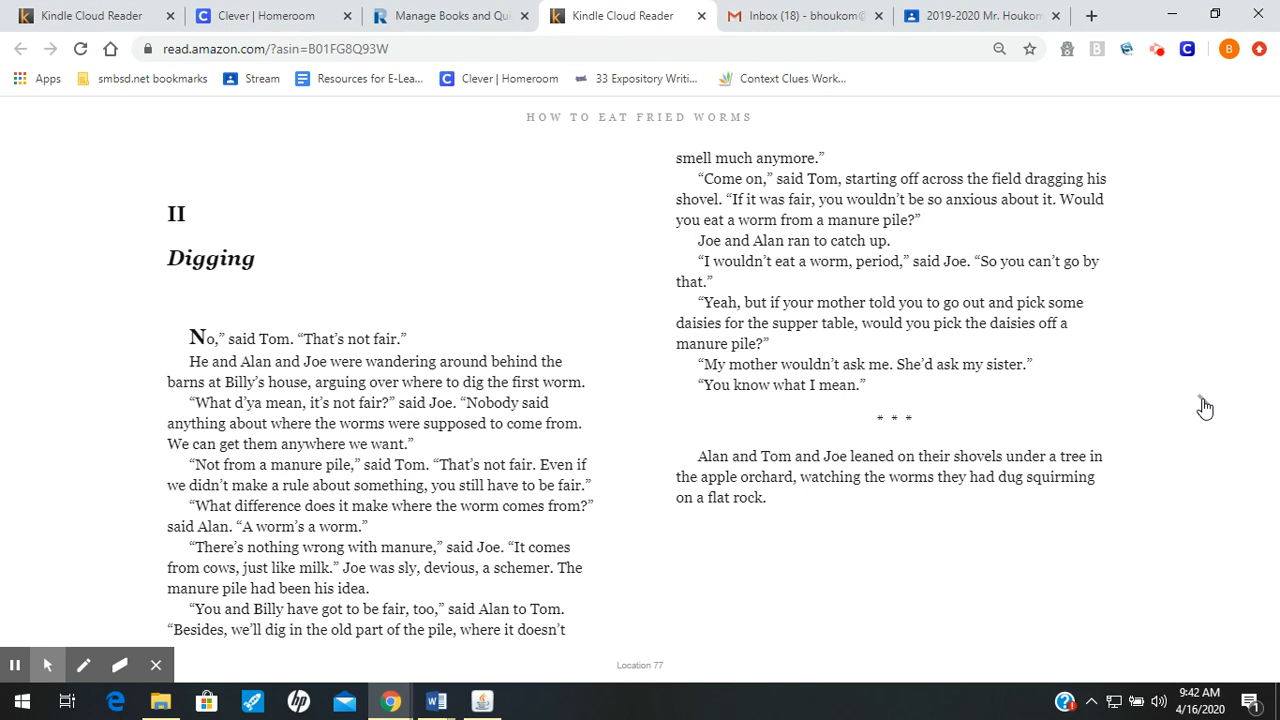 Kindle Cloud Reader
Clever | Homeroom
Manage Books and Qui
Kindle Cloud Reader
Inbox (18) - bhoukom@
2019-2020 Mr. Houkom
read.amazon.com/?asin=B01FG8Q93W
Apps
smbsd.net bookmarks
Stream
Resources for E-Lea...
Clever | Homeroom
33 Expository Writi...
Context Clues Work...
HOW TO EAT FRIED WORMS
II
Digging
No,” said Tom. “That’s not fair.”
He and Alan and Joe were wandering around behind the
barns at Billy’s house, arguing over where to dig the first worm.
“What d’ya mean, it’s not fair?” said Joe. “Nobody said
anything about where the worms were supposed to come from.
We can get them anywhere we want.”
“Not from a manure pile,” said Tom. “That’s not fair. Even if
we didn’t make a rule about something, you still have to be fair.”
“What difference does it make where the worm comes from?”
said Alan. “A worm’s a worm.”
“There’s nothing wrong with manure,” said Joe. “It comes
from cows, just like milk.” Joe was sly, devious, a schemer. The
manure pile had been his idea.
“You and Billy have got to be fair, too,” said Alan to Tom.
“Besides, we’ll dig in the old part of the pile, where it doesn’t
smell much anymore.”
“Come on,” said Tom, starting off across the field dragging his
shovel. “If it was fair, you wouldn’t be so anxious about it. Would
you eat a worm from a manure pile?”
Joe and Alan ran to catch up.
“I wouldn’t eat a worm, period,” said Joe. “So you can’t go by
that.”
“Yeah, but if your mother told you to go out and pick some
daisies for the supper table, would you pick the daisies off a
manure pile?”
“My mother wouldn’t ask me. She’d ask my sister.”
“You know what I mean.”
* * *
Alan and Tom and Joe leaned on their shovels under a tree in
the apple orchard, watching the worms they had dug squirming
on a flat rock.
Location 77
9:42 AM
4/16/2020